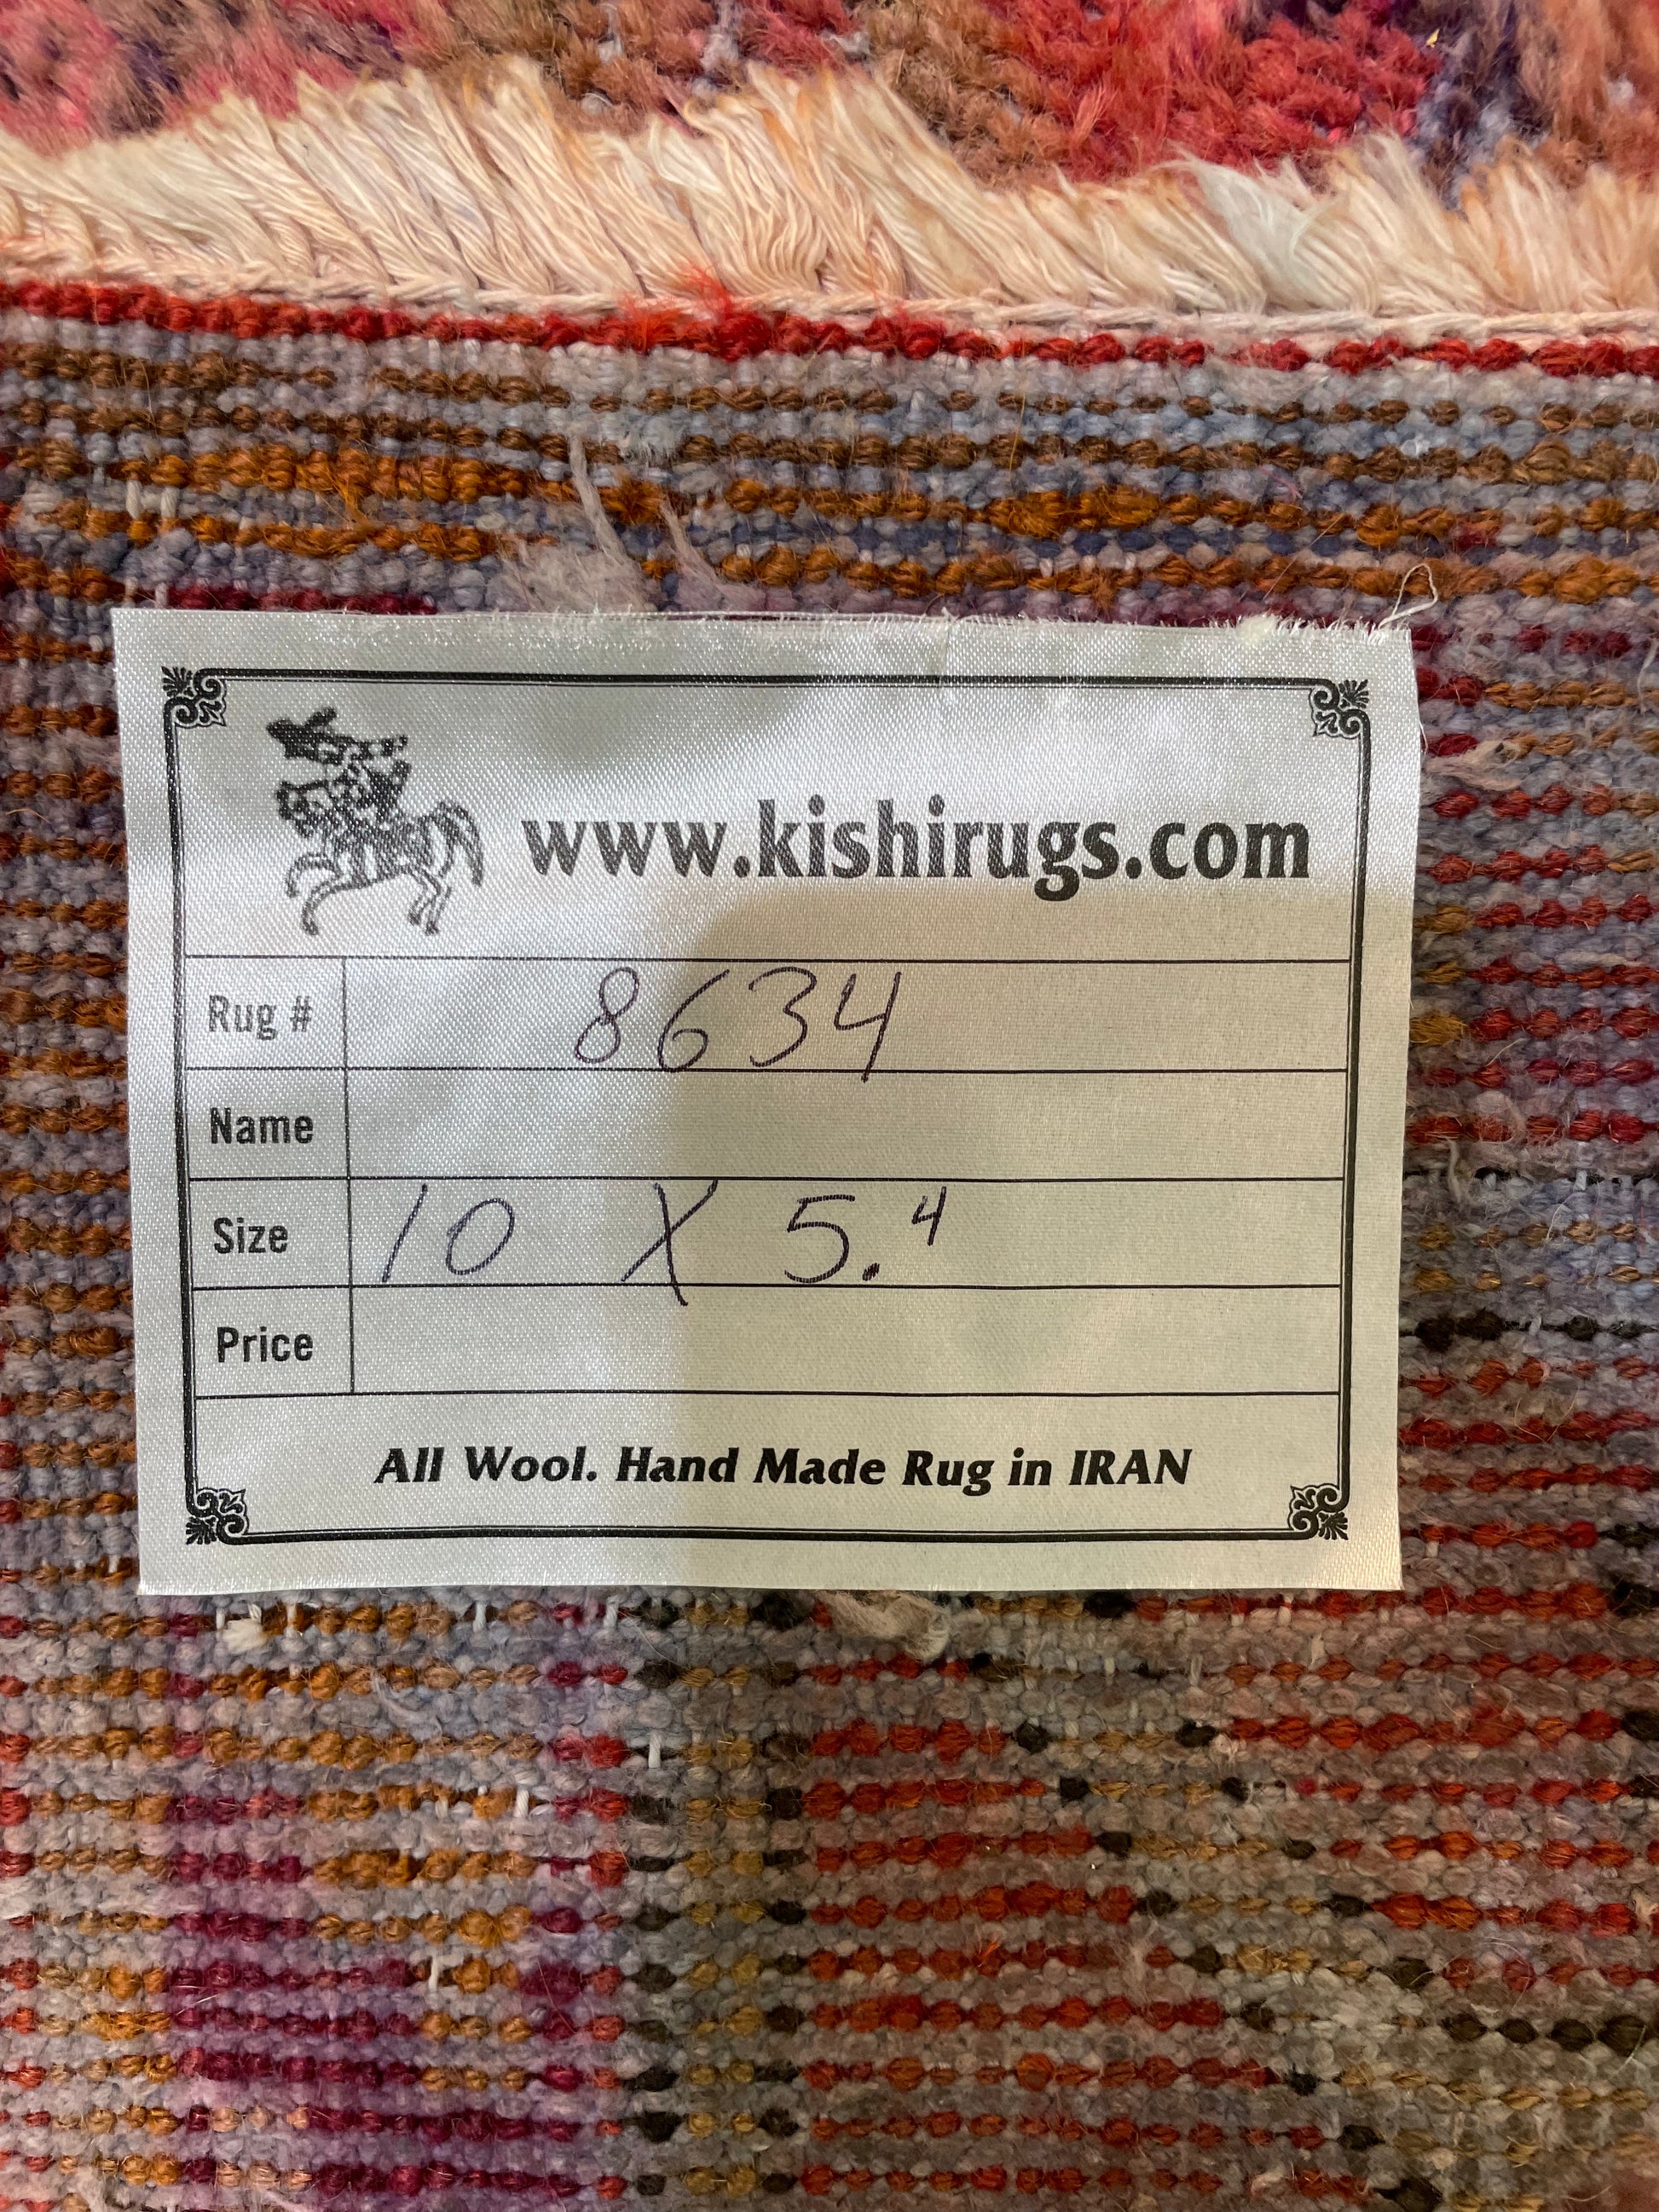 www.kishirugs.com
Rug # 8634
Name
Size 10 X 5.4
Price
All Wool. Hand Made Rug in IRAN